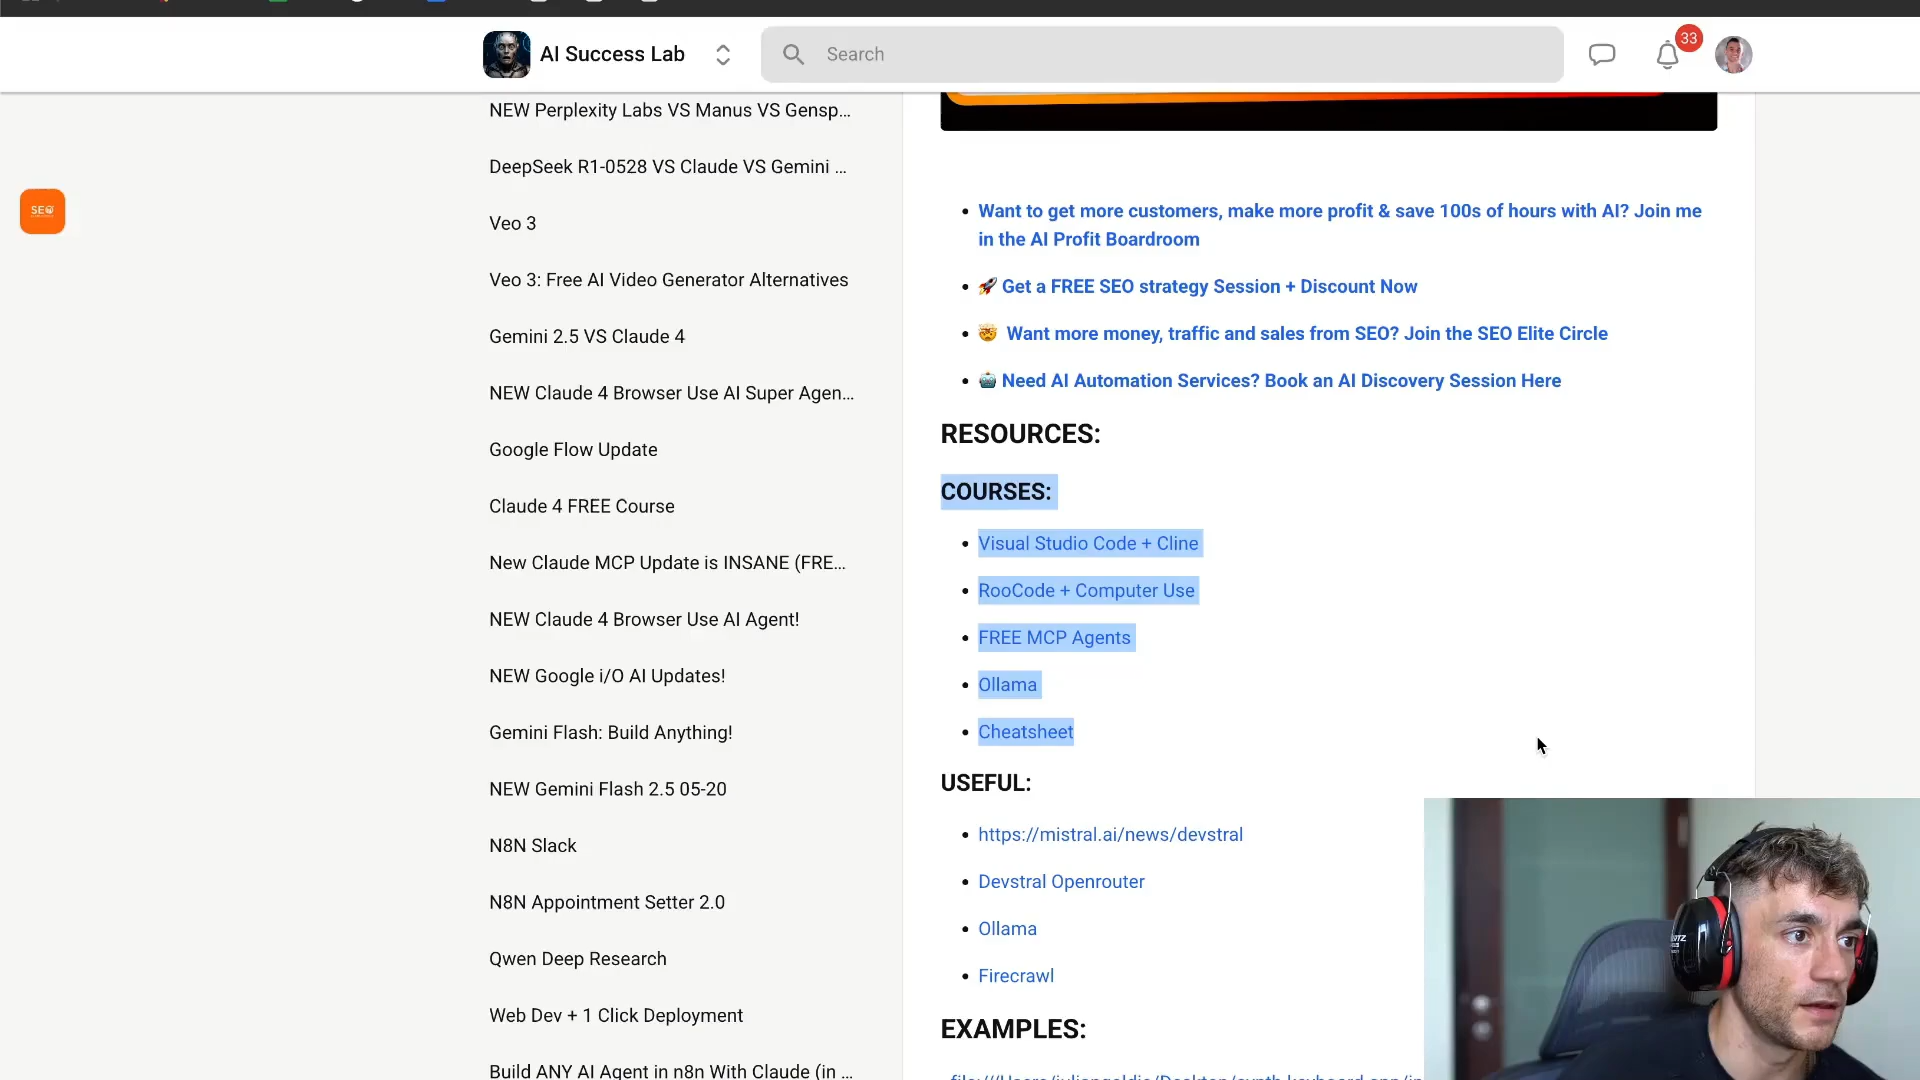 AI Success Lab
Search
33
SEO
NEW Perplexity Labs VS Manus VS Gensp...
DeepSeek R1-0528 VS Claude VS Gemini ...
Veo 3
Veo 3: Free AI Video Generator Alternatives
Gemini 2.5 VS Claude 4
NEW Claude 4 Browser Use AI Super Agen...
Google Flow Update
Claude 4 FREE Course
New Claude MCP Update is INSANE (FRE...
NEW Claude 4 Browser Use AI Agent!
NEW Google i/O AI Updates!
Gemini Flash: Build Anything!
NEW Gemini Flash 2.5 05-20
N8N Slack
N8N Appointment Setter 2.0
Qwen Deep Research
Web Dev + 1 Click Deployment
Build ANY AI Agent in n8n With Claude (in ...
Want to get more customers, make more profit & save 100s of hours with AI? Join me
in the AI Profit Boardroom
🚀 Get a FREE SEO strategy Session + Discount Now
🤯 Want more money, traffic and sales from SEO? Join the SEO Elite Circle
🤖 Need AI Automation Services? Book an AI Discovery Session Here
RESOURCES:
COURSES:
Visual Studio Code + Cline
RooCode + Computer Use
FREE MCP Agents
Ollama
Cheatsheet
USEFUL:
https://mistral.ai/news/devstral
Devstral Openrouter
Ollama
Firecrawl
EXAMPLES: